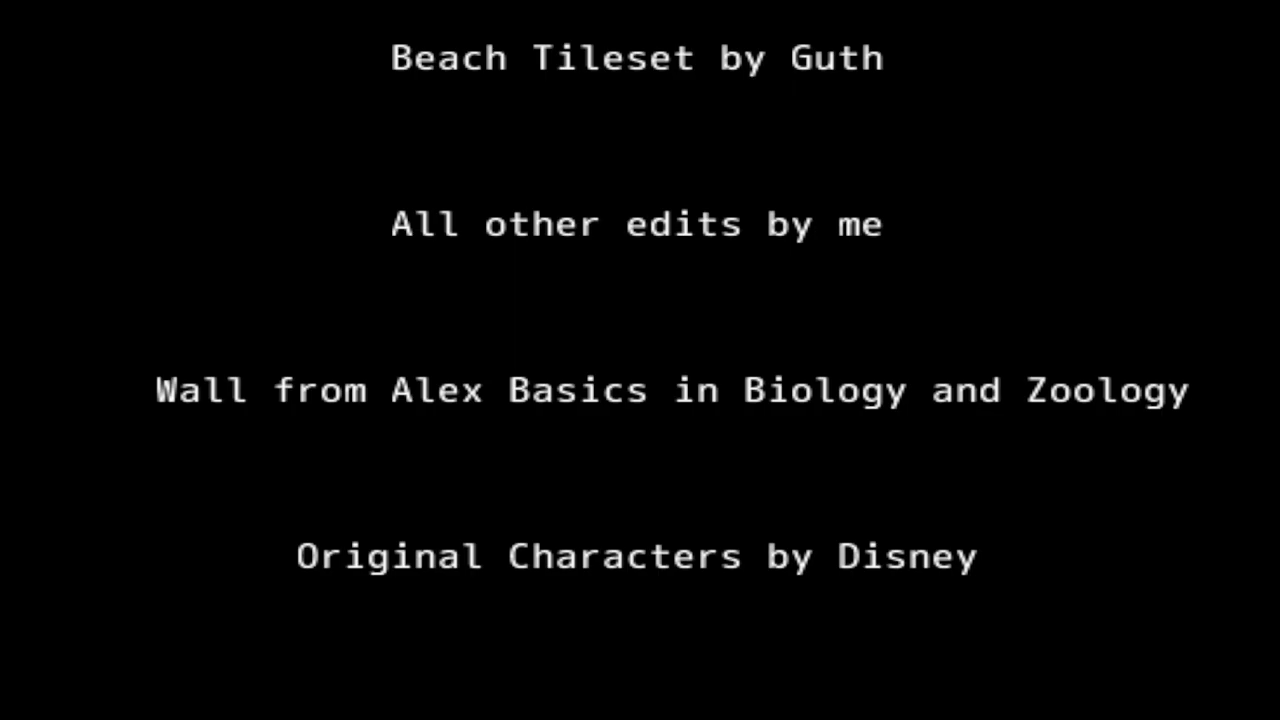 Beach Tileset by Guth
All other edits by me
Wall from Alex Basics in Biology and Zoology
Original Characters by Disney